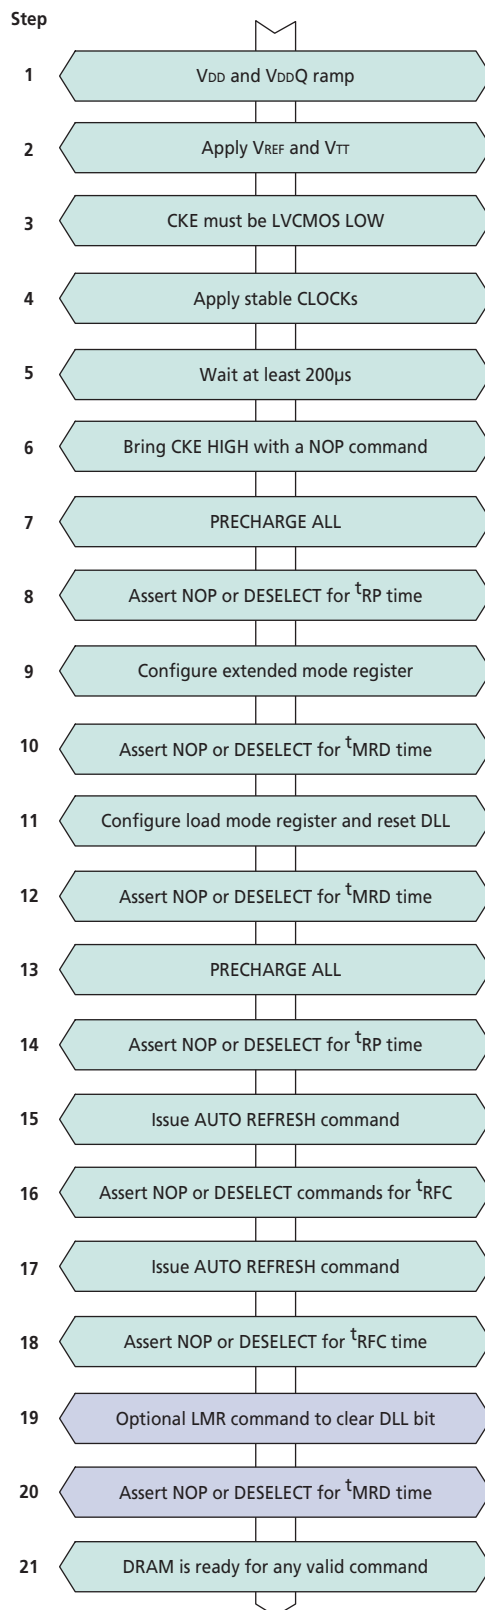 Step
1 VDD and VDDQ ramp
2 Apply VREF and VTT
3 CKE must be LVCMOS LOW
4 Apply stable CLOCKs
5 Wait at least 200µs
6 Bring CKE HIGH with a NOP command
7 PRECHARGE ALL
8 Assert NOP or DESELECT for tRP time
9 Configure extended mode register
10 Assert NOP or DESELECT for tMRD time
11 Configure load mode register and reset DLL
12 Assert NOP or DESELECT for tMRD time
13 PRECHARGE ALL
14 Assert NOP or DESELECT for tRP time
15 Issue AUTO REFRESH command
16 Assert NOP or DESELECT commands for tRFC
17 Issue AUTO REFRESH command
18 Assert NOP or DESELECT for tRFC time
19 Optional LMR command to clear DLL bit
20 Assert NOP or DESELECT for tMRD time
21 DRAM is ready for any valid command